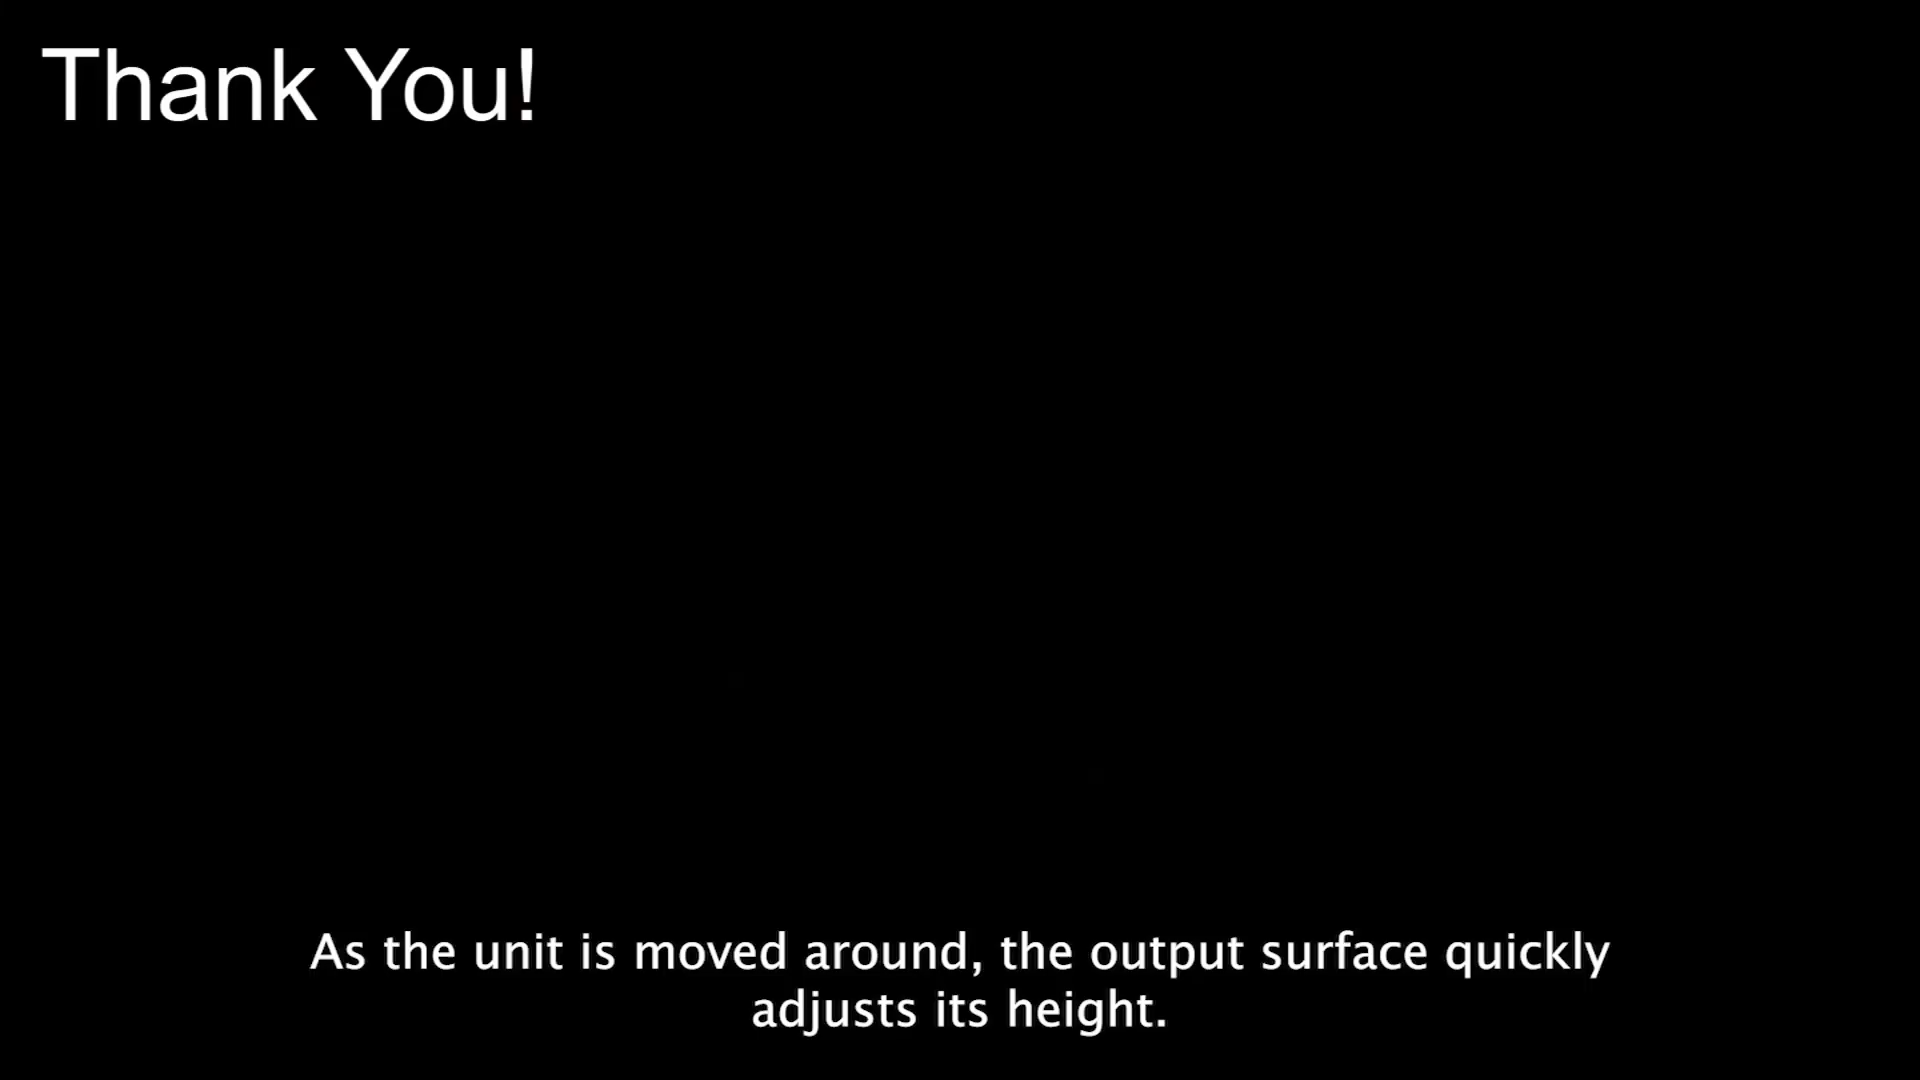 Thank You!
As the unit is moved around, the output surface quickly
adjusts its height.